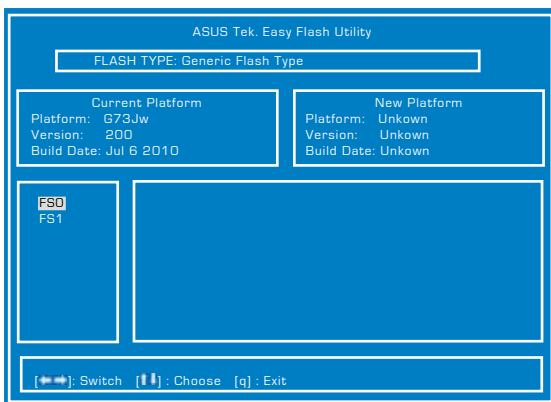 ASUS Tek. Easy Flash Utility
FLASH TYPE: Generic Flash Type
Current Platform
Platform: G73Jw
Version: 200
Build Date: Jul 6 2010
New Platform
Platform: Unkown
Version: Unkown
Build Date: Unkown
FS0
FS1
[←→]: Switch [↑↓] : Choose [q] : Exit